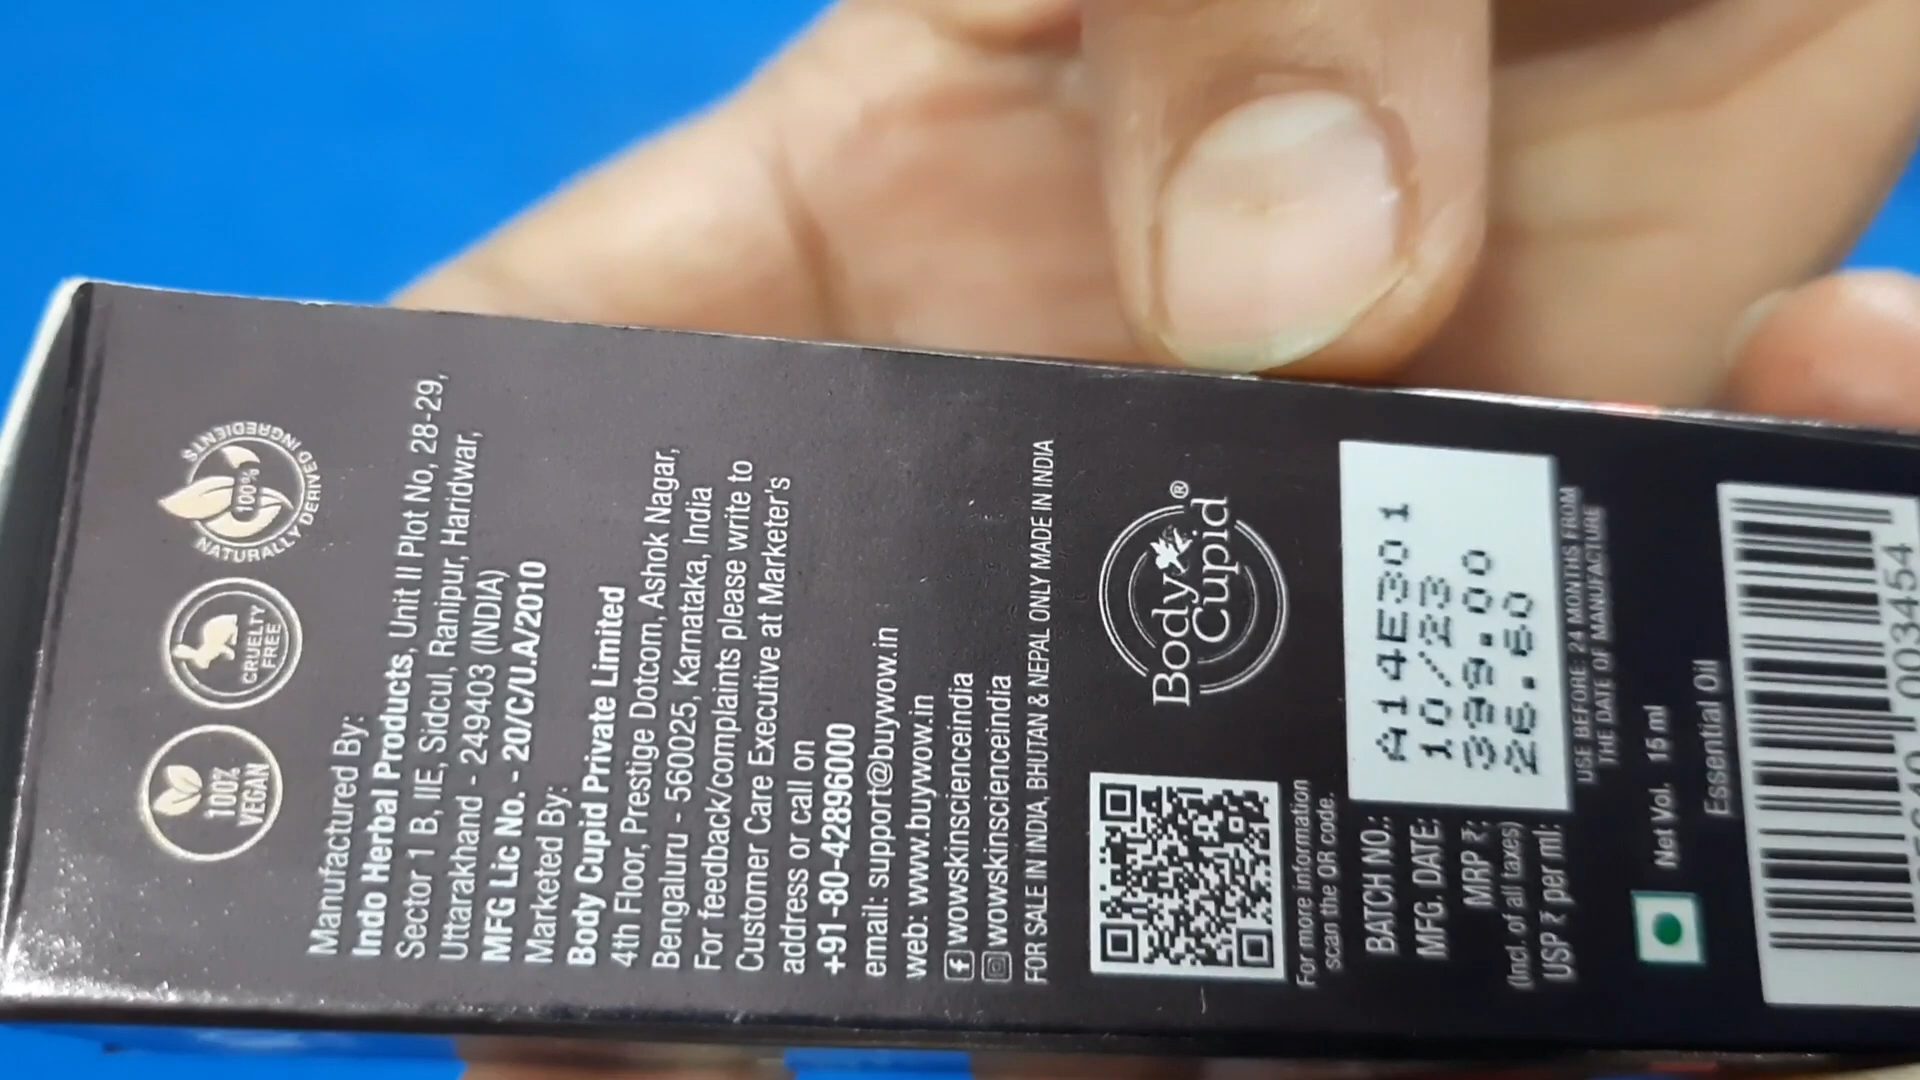 100%
VEGAN
CRUELTY
FREE
100%
NATURALLY DERIVED INGREDIENTS
Manufactured By:
Indo Herbal Products, Unit II Plot No, 28-29,
Sector 1 B, IIE, Sidcul, Ranipur, Haridwar,
Uttarakhand - 249403 (INDIA)
MFG Lic No. - 20/C/U.A/2010
Marketed By:
Body Cupid Private Limited
4th Floor, Prestige Dotcom, Ashok Nagar,
Bengaluru - 560025, Karnataka, India
For feedback/complaints please write to
Customer Care Executive at Marketer's
address or call on
+91-80-42896000
email: support@buywow.in
web: www.buywow.in
wowskinscienceindia
wowskinscienceindia
FOR SALE IN INDIA, BHUTAN & NEPAL ONLY MADE IN INDIA
Body
Cupid®
For more information
scan the QR code.
BATCH NO.: A14E301
MFG. DATE: 10/23
MRP ₹: 399.00
(Incl. of all taxes)
USP ₹ per ml: 26.60
USE BEFORE: 24 MONTHS FROM
THE DATE OF MANUFACTURE
Net Vol. 15 ml
Essential Oil
003454